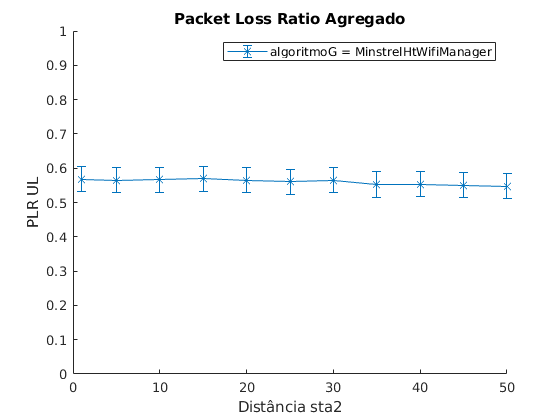 Packet Loss Ratio Agregado
algoritmoG = MinstrelHtWifiManager
PLR UL
1
0.9
0.8
0.7
0.6
0.5
0.4
0.3
0.2
0.1
0
0 10 20 30 40 50
Distância sta2